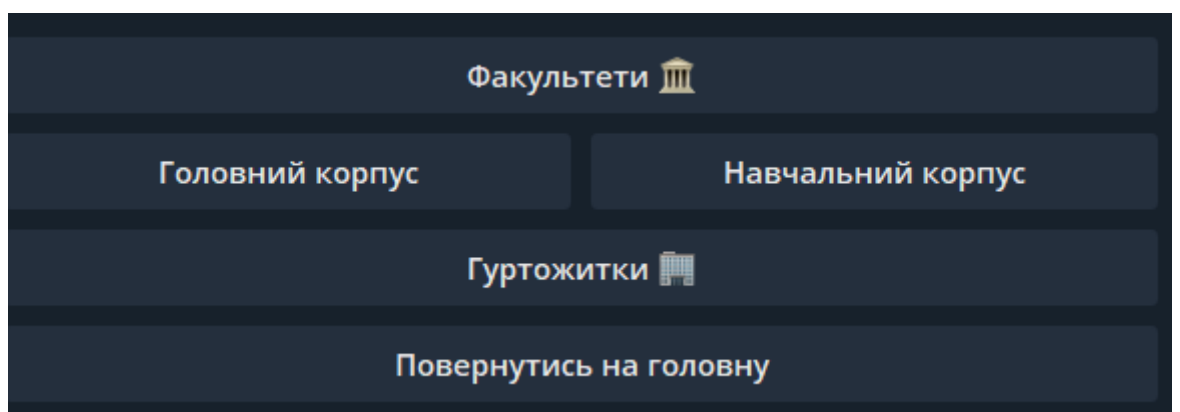 Факультети 🏛
Головний корпус
Навчальний корпус
Гуртожитки 🏢
Повернутись на головну